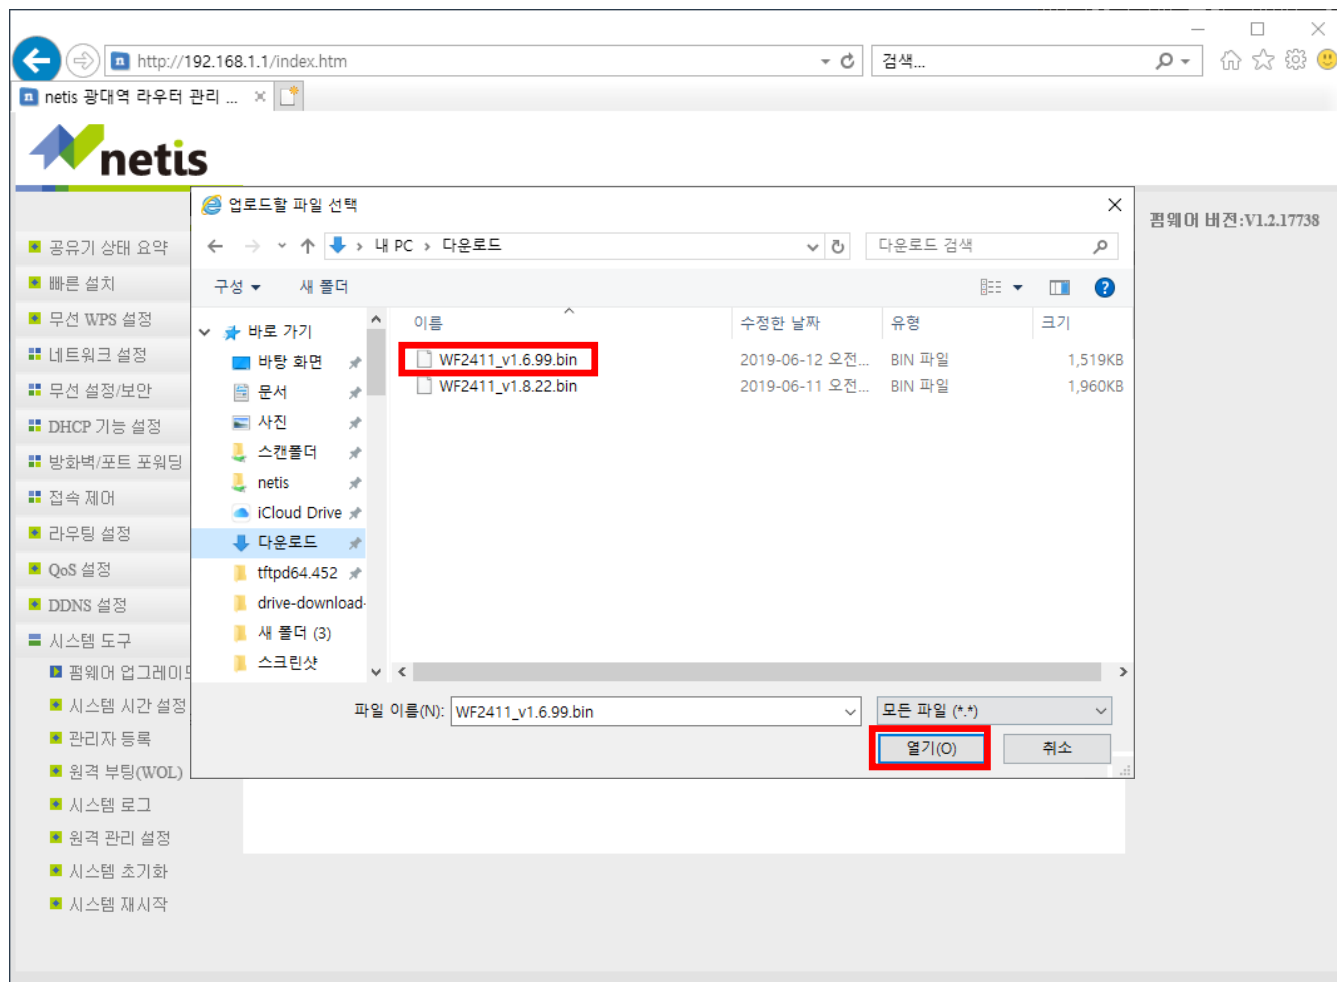 http://192.168.1.1/index.htm
검색...
netis 광대역 라우터 관리 ...
netis
업로드할 파일 선택
펌웨어 버전:V1.2.17738
내 PC > 다운로드
다운로드 검색
구성
새 폴더
공유기 상태 요약
빠른 설치
무선 WPS 설정
네트워크 설정
무선 설정/보안
DHCP 기능 설정
방화벽/포트 포워딩
접속 제어
라우팅 설정
QoS 설정
DDNS 설정
시스템 도구
펌웨어 업그레이드
시스템 시간 설정
관리자 등록
원격 부팅(WOL)
시스템 로그
원격 관리 설정
시스템 초기화
시스템 재시작
바로 가기
바탕 화면
문서
사진
스캔폴더
netis
iCloud Drive
다운로드
tftpd64.452
drive-download-
새 폴더 (3)
스크린샷
이름 수정한 날짜 유형 크기
WF2411_v1.6.99.bin 2019-06-12 오전... BIN 파일 1,519KB
WF2411_v1.8.22.bin 2019-06-11 오전... BIN 파일 1,960KB
파일 이름(N): WF2411_v1.6.99.bin 모든 파일 (*.*)
열기(O) 취소